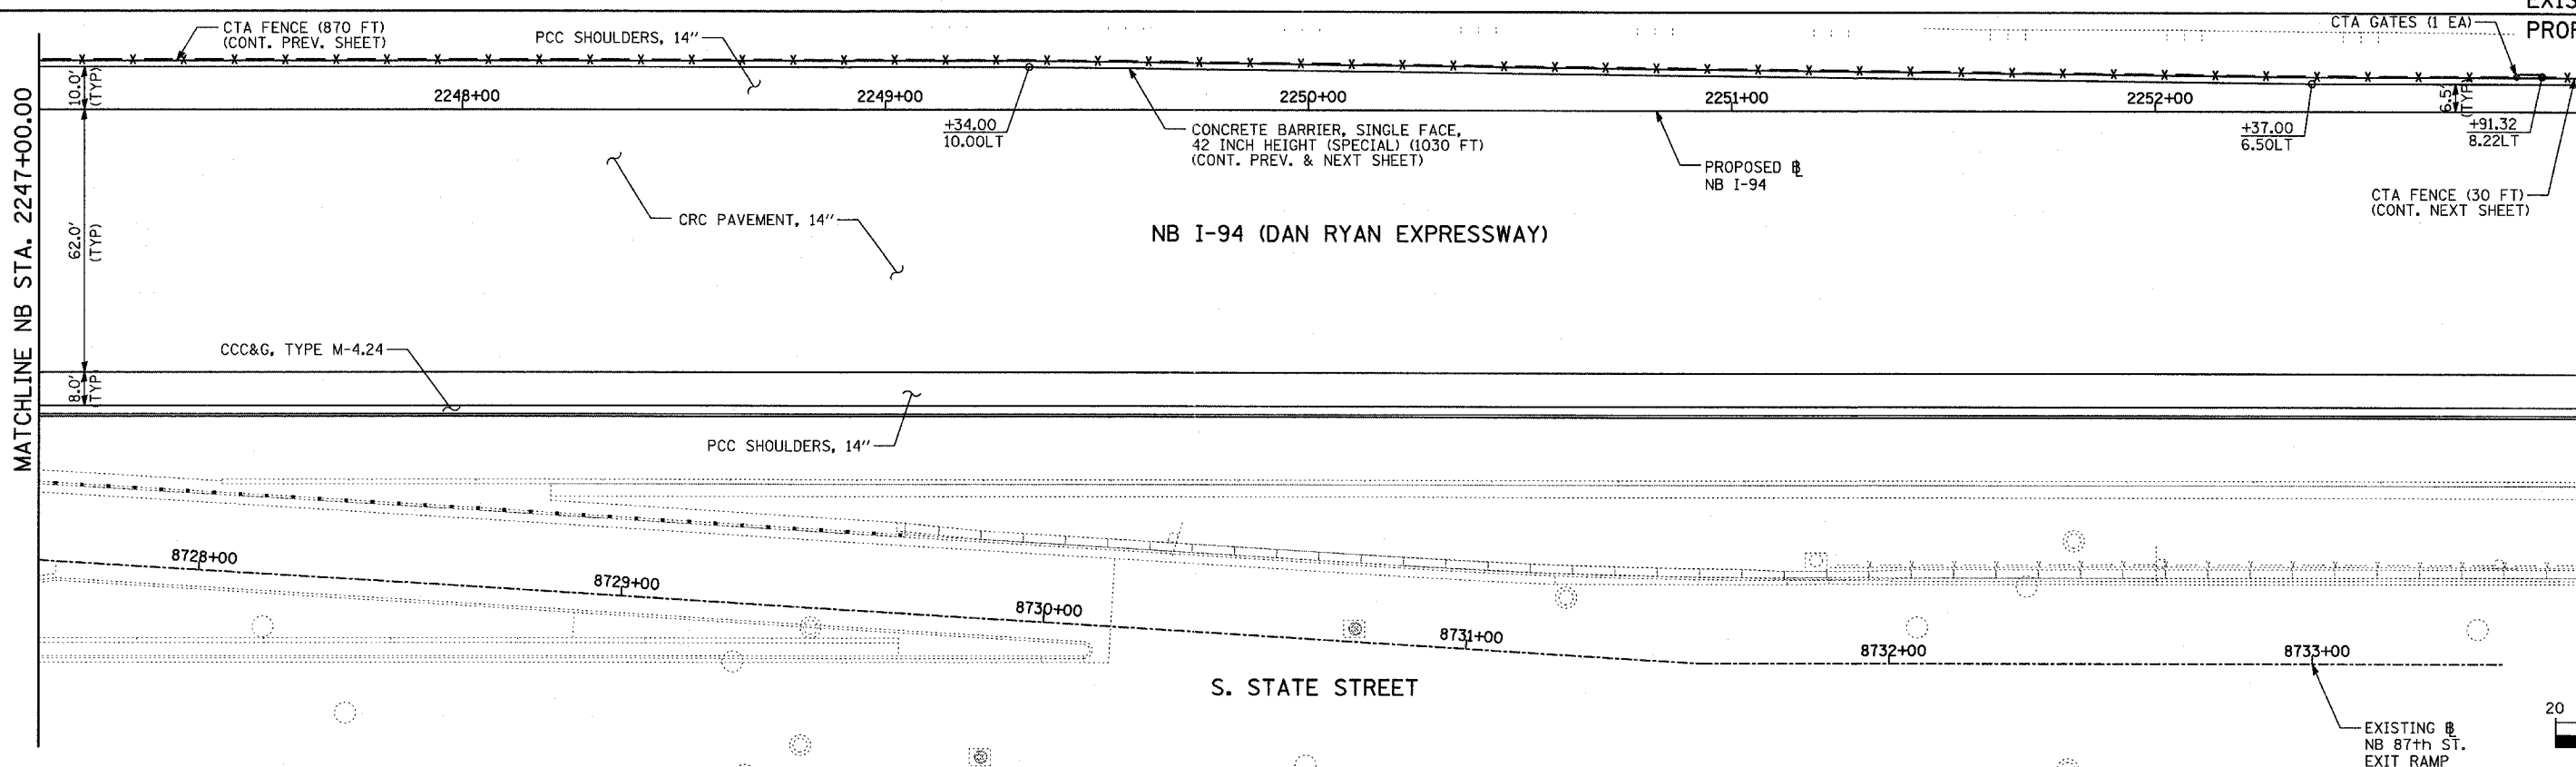 CTA FENCE (870 FT)
(CONT. PREV. SHEET)
PCC SHOULDERS, 14"
CTA GATES (1 EA)
10.0'
(TYP)
2248+00
2249+00
2250+00
2251+00
2252+00
6.5'
(TYP)
+34.00
10.00LT
CONCRETE BARRIER, SINGLE FACE,
42 INCH HEIGHT (SPECIAL) (1030 FT)
(CONT. PREV. & NEXT SHEET)
PROPOSED ℄
NB I-94
+37.00
6.50LT
+91.32
8.22LT
CTA FENCE (30 FT)
(CONT. NEXT SHEET)
MATCHLINE NB STA. 2247+00.00
62.0'
(TYP)
CRC PAVEMENT, 14"
NB I-94 (DAN RYAN EXPRESSWAY)
CCC&G, TYPE M-4.24
8.0'
(TYP)
PCC SHOULDERS, 14"
8728+00
8729+00
8730+00
8731+00
8732+00
8733+00
S. STATE STREET
EXISTING ℄
NB 87th ST.
EXIT RAMP
20